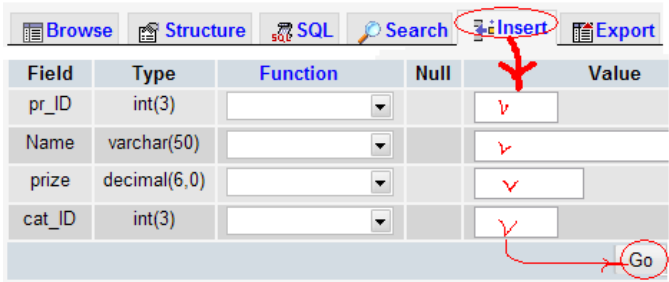 Browse Structure SQL Search Insert Export
Field Type Function Null Value
pr_ID int(3)
Name varchar(50)
prize decimal(6,0)
cat_ID int(3)
Go